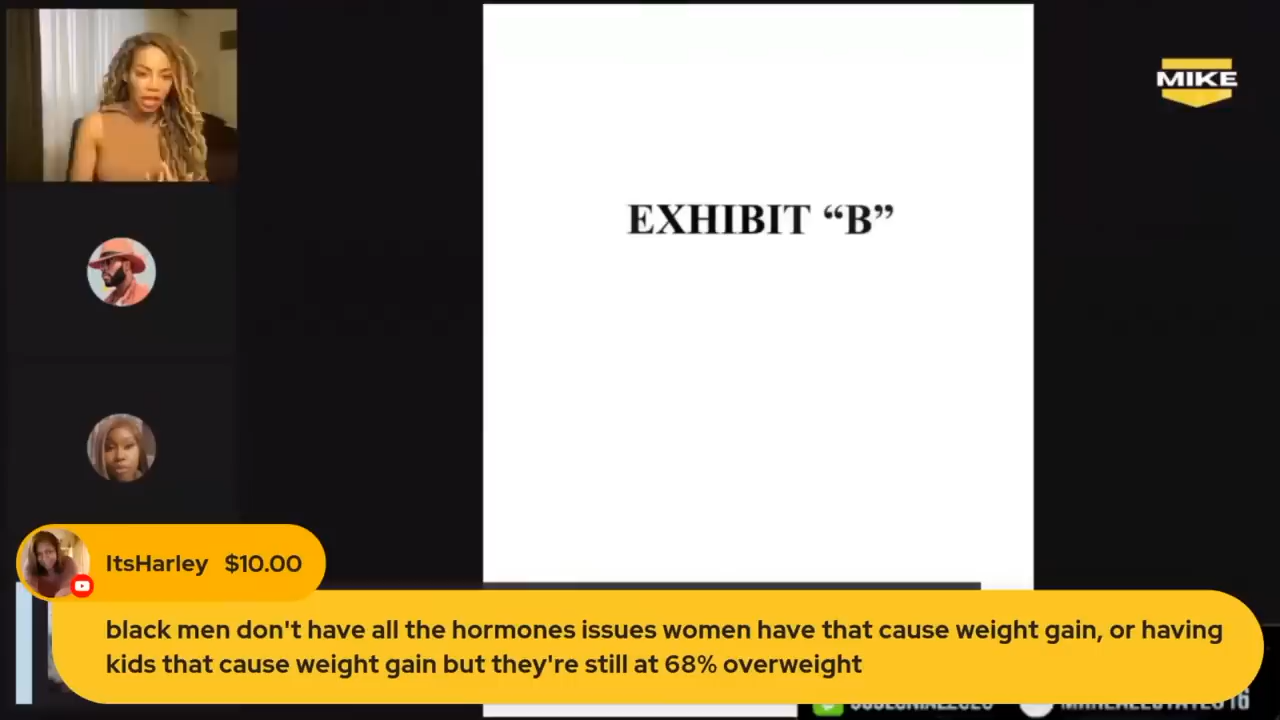 MIKE
EXHIBIT “B”
ItsHarley $10.00
black men don't have all the hormones issues women have that cause weight gain, or having
kids that cause weight gain but they're still at 68% overweight